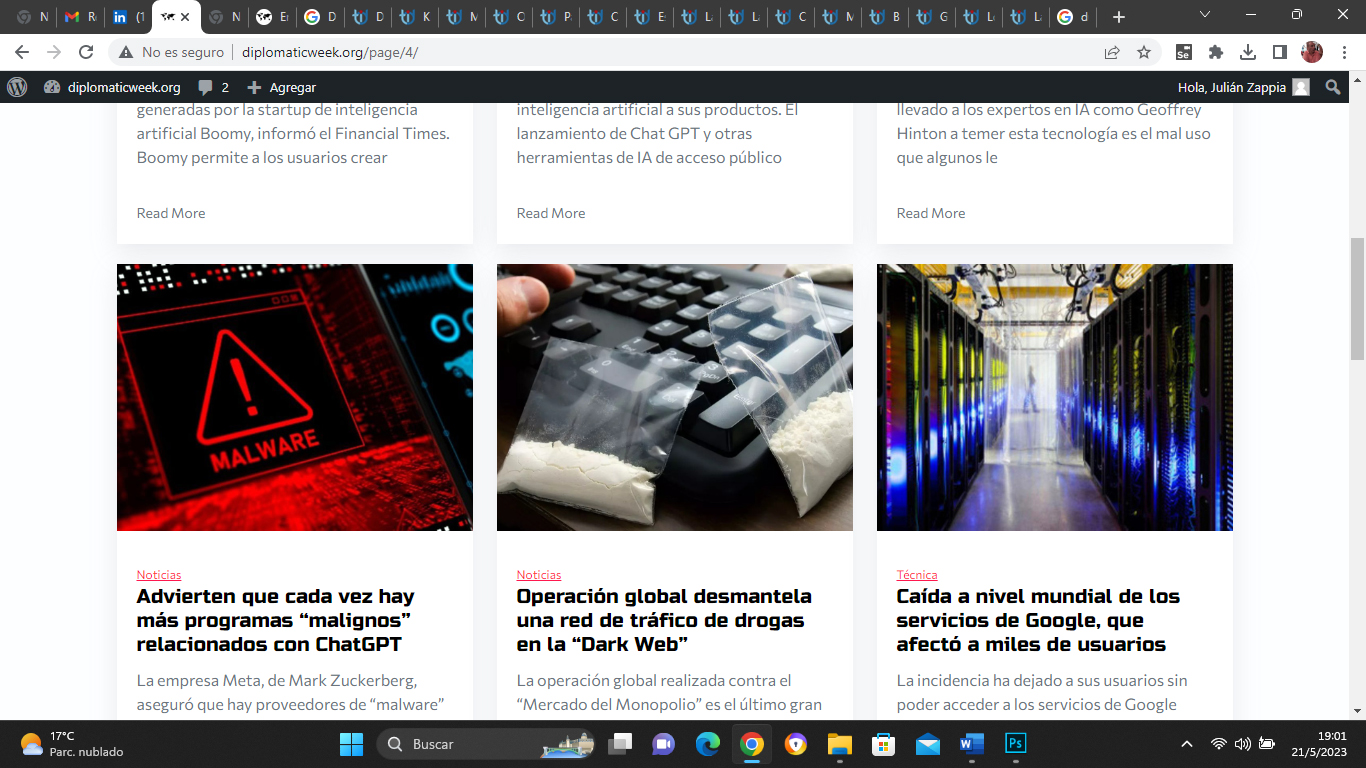 N
R
(1
N
Er
D
D
K
M
C
P
C
E
L
L
C
M
B
G
L
L
d
No es seguro
diplomaticweek.org/page/4/
diplomaticweek.org
2
Agregar
Hola, Julián Zappia
generadas por la startup de inteligencia
artificial Boomy, informó el Financial Times.
Boomy permite a los usuarios crear
Read More
inteligencia artificial a sus productos. El
lanzamiento de Chat GPT y otras
herramientas de IA de acceso público
Read More
llevado a los expertos en IA como Geoffrey
Hinton a temer esta tecnología es el mal uso
que algunos le
Read More
MALWARE
Noticias
Advierten que cada vez hay
más programas “malignos”
relacionados con ChatGPT
La empresa Meta, de Mark Zuckerberg,
aseguró que hay proveedores de “malware”
Noticias
Operación global desmantela
una red de tráfico de drogas
en la “Dark Web”
La operación global realizada contra el
“Mercado del Monopolio” es el último gran
Técnica
Caída a nivel mundial de los
servicios de Google, que
afectó a miles de usuarios
La incidencia ha dejado a sus usuarios sin
poder acceder a los servicios de Google
17°C
Parc. nublado
Buscar
19:01
21/5/2023